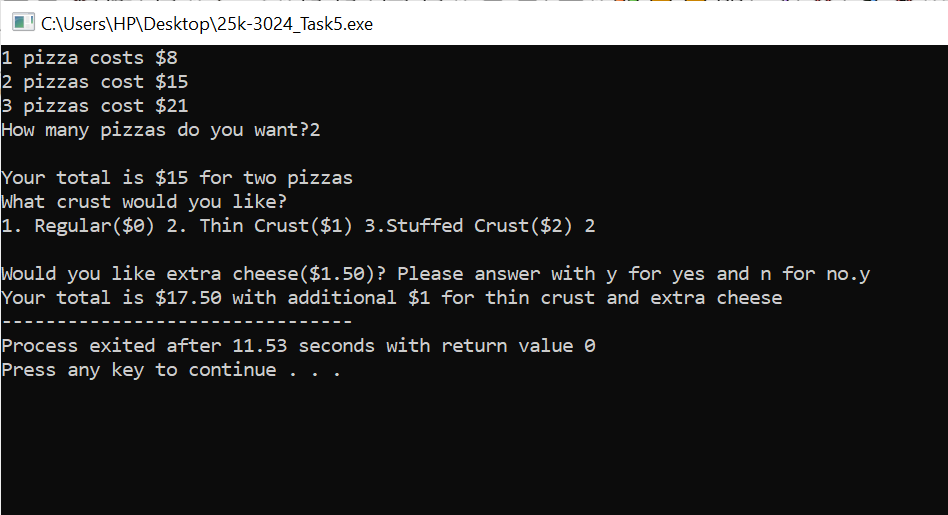 C:\Users\HP\Desktop\25k-3024_Task5.exe
1 pizza costs $8
2 pizzas cost $15
3 pizzas cost $21
How many pizzas do you want?2
Your total is $15 for two pizzas
What crust would you like?
1. Regular($0) 2. Thin Crust($1) 3.Stuffed Crust($2) 2
Would you like extra cheese($1.50)? Please answer with y for yes and n for no.y
Your total is $17.50 with additional $1 for thin crust and extra cheese
--------------------------------
Process exited after 11.53 seconds with return value 0
Press any key to continue . . .